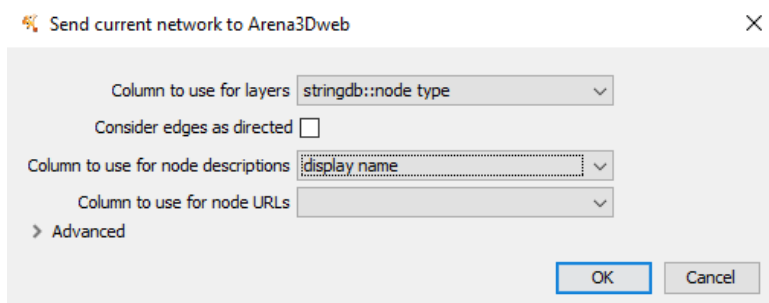 Send current network to Arena3Dweb
Column to use for layers stringdb::node type
Consider edges as directed
Column to use for node descriptions display name
Column to use for node URLs
Advanced
OK Cancel